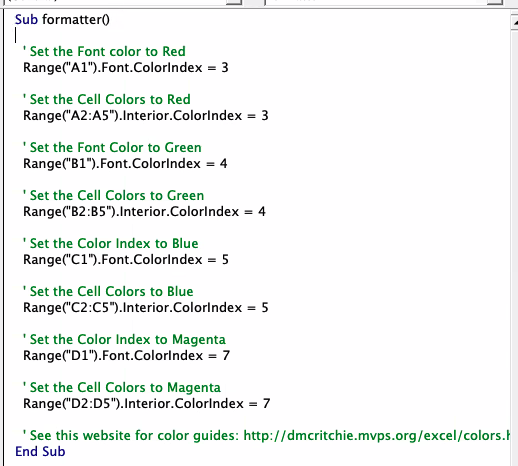 Sub formatter()
' Set the Font color to Red
Range("A1").Font.ColorIndex = 3
' Set the Cell Colors to Red
Range("A2:A5").Interior.ColorIndex = 3
' Set the Font Color to Green
Range("B1").Font.ColorIndex = 4
' Set the Cell Colors to Green
Range("B2:B5").Interior.ColorIndex = 4
' Set the Color Index to Blue
Range("C1").Font.ColorIndex = 5
' Set the Cell Colors to Blue
Range("C2:C5").Interior.ColorIndex = 5
' Set the Color Index to Magenta
Range("D1").Font.ColorIndex = 7
' Set the Cell Colors to Magenta
Range("D2:D5").Interior.ColorIndex = 7
' See this website for color guides: http://dmcritchie.mvps.org/excel/colors.h
End Sub